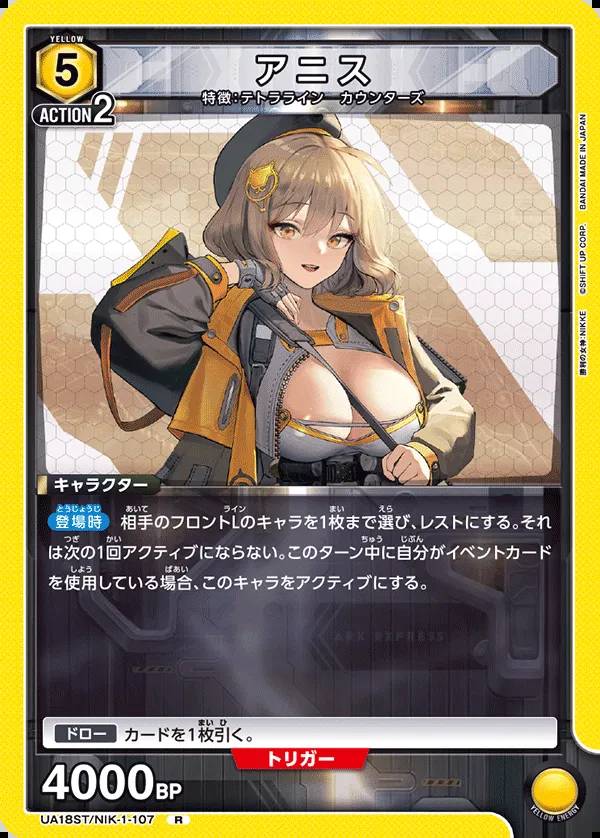 YELLOW
5
ACTION 2
アニス
特徴:テトラライン カウンターズ
勝利の女神:NIKKE ©SHIFT UP CORP. BANDAI MADE IN JAPAN
キャラクター
登場時 相手のフロントLのキャラを1枚まで選び、レストにする。それ
は次の1回アクティブにならない。このターン中に自分がイベントカード
を使用している場合、このキャラをアクティブにする。
ARK EXPRESS
ドロー カードを1枚引く。
トリガー
4000BP
YELLOW ENERGY
UA18ST/NIK-1-107 R